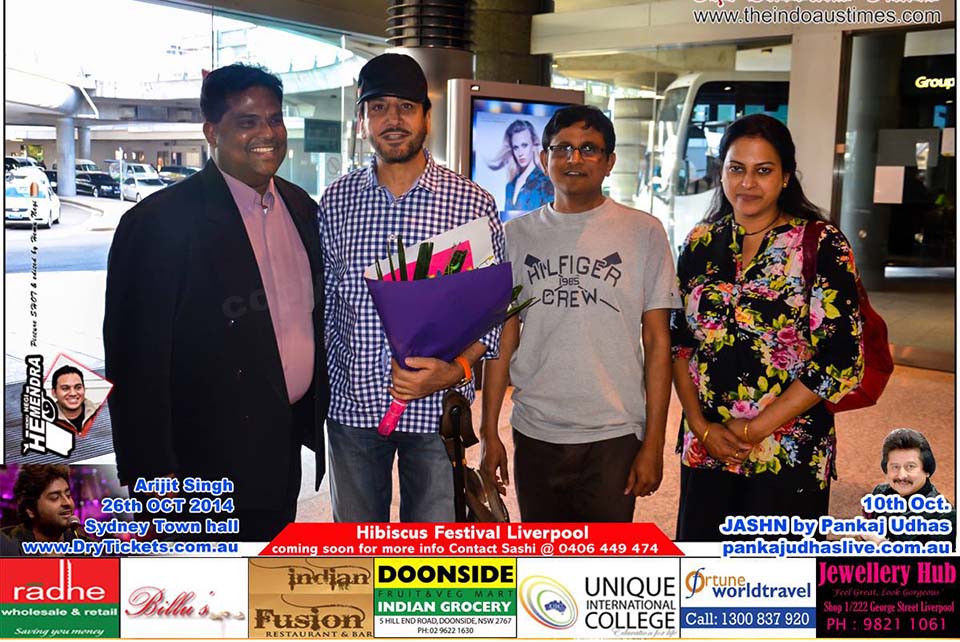 www.theindoaustimes.com
Group
HILFIGER
1985
CREW
Picture SHOT & edited by Hemu Negi
NEGI
HEMENDRA
Arijit Singh
26th OCT 2014
Sydney Town hall
www.DryTickets.com.au
Hibiscus Festival Liverpool
coming soon for more info Contact Sashi @ 0406 449 474
10th Oct.
JASHN by Pankaj Udhas
pankajudhaslive.com.au
radhe
wholesale & retail
Saving you money
Billu's
indian
Fusion
RESTAURANT & BAR
DOONSIDE
FRUIT & VEG MART
INDIAN GROCERY
5 HILL END ROAD, DOONSIDE, NSW 2767
PH: 02 9622 1630
UNIQUE
INTERNATIONAL
COLLEGE
Education for life
Fortune
worldtravel
Call: 1300 837 920
Jewellery Hub
Feel Great, Look Gorgeous
Shop 1/222 George Street Liverpool
PH : 9821 1061